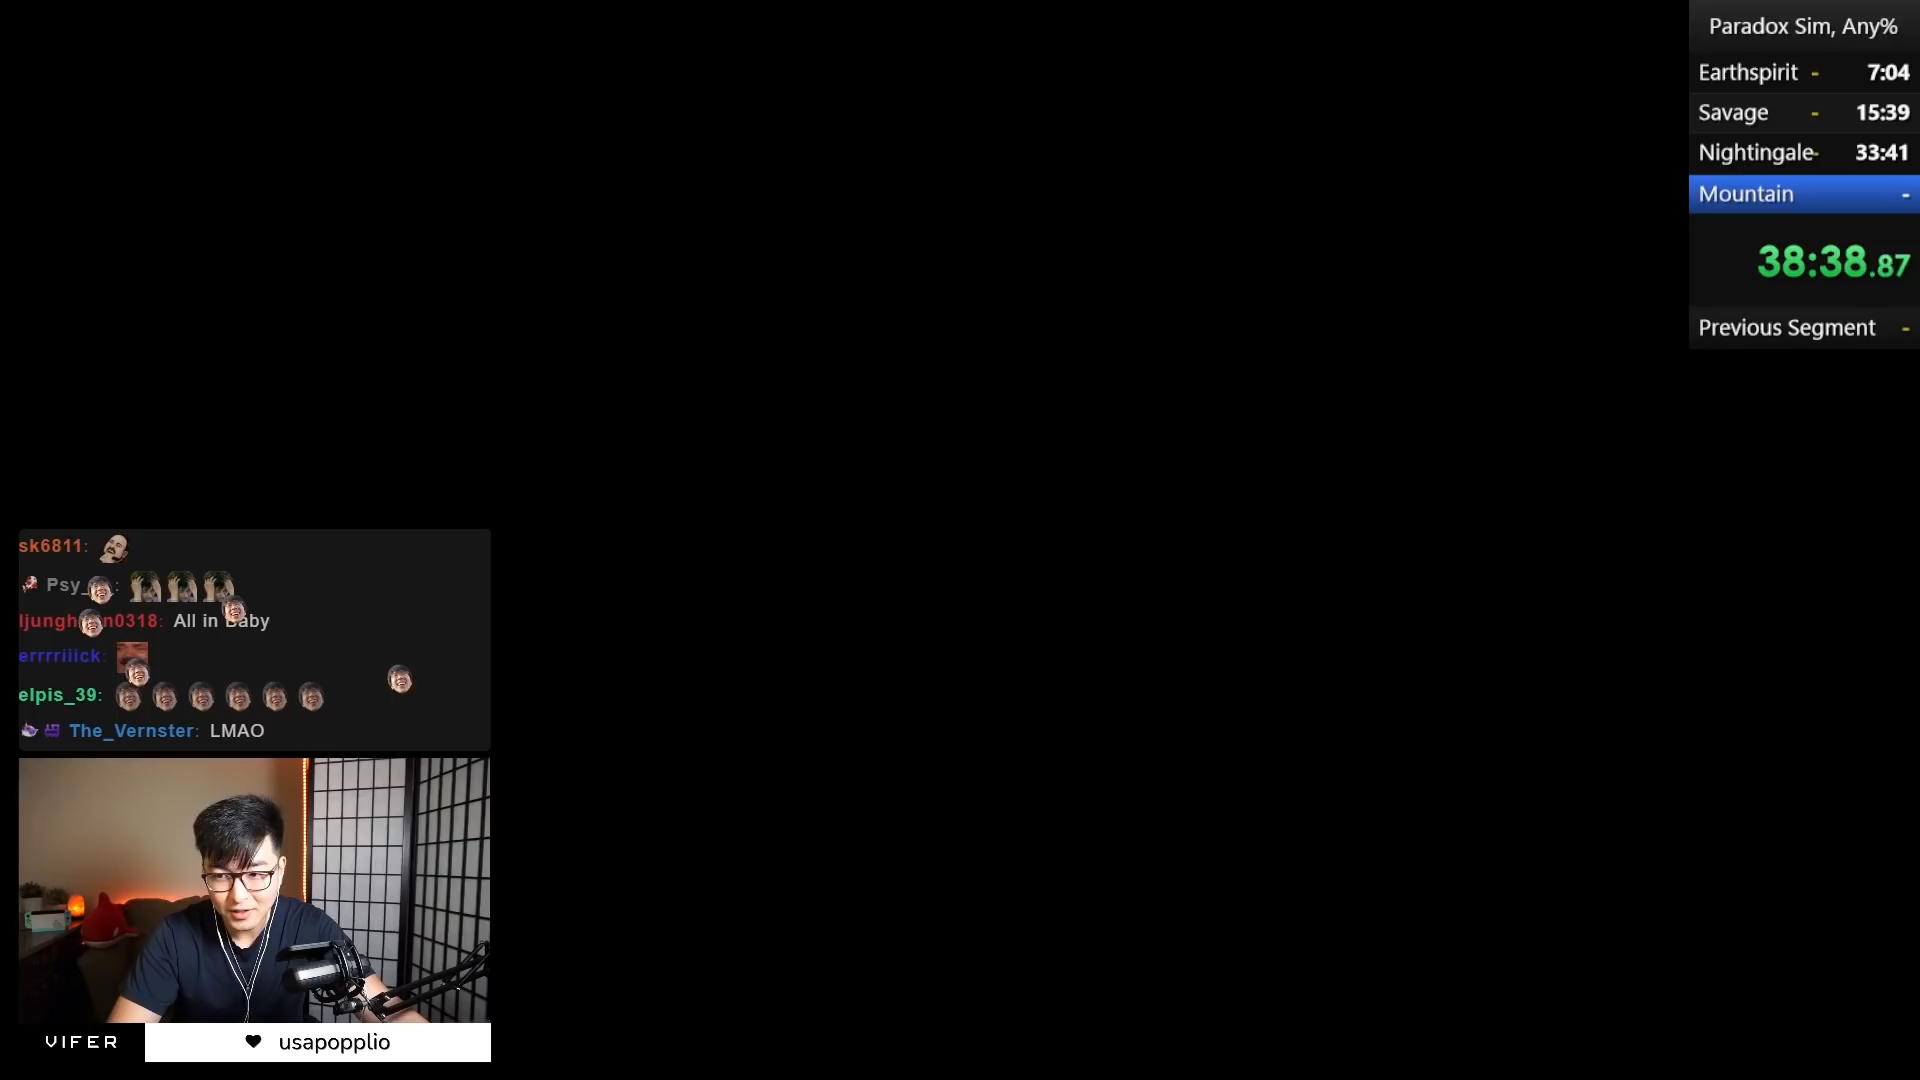 Paradox Sim, Any%
Earthspirit - 7:04
Savage - 15:39
Nightingale- 33:41
Mountain -
38:38.87
Previous Segment -
sk6811:
Psy_ :
All in Baby
errrriiick:
elpis_39:
The_Vernster: LMAO
VIFER
usapopplio